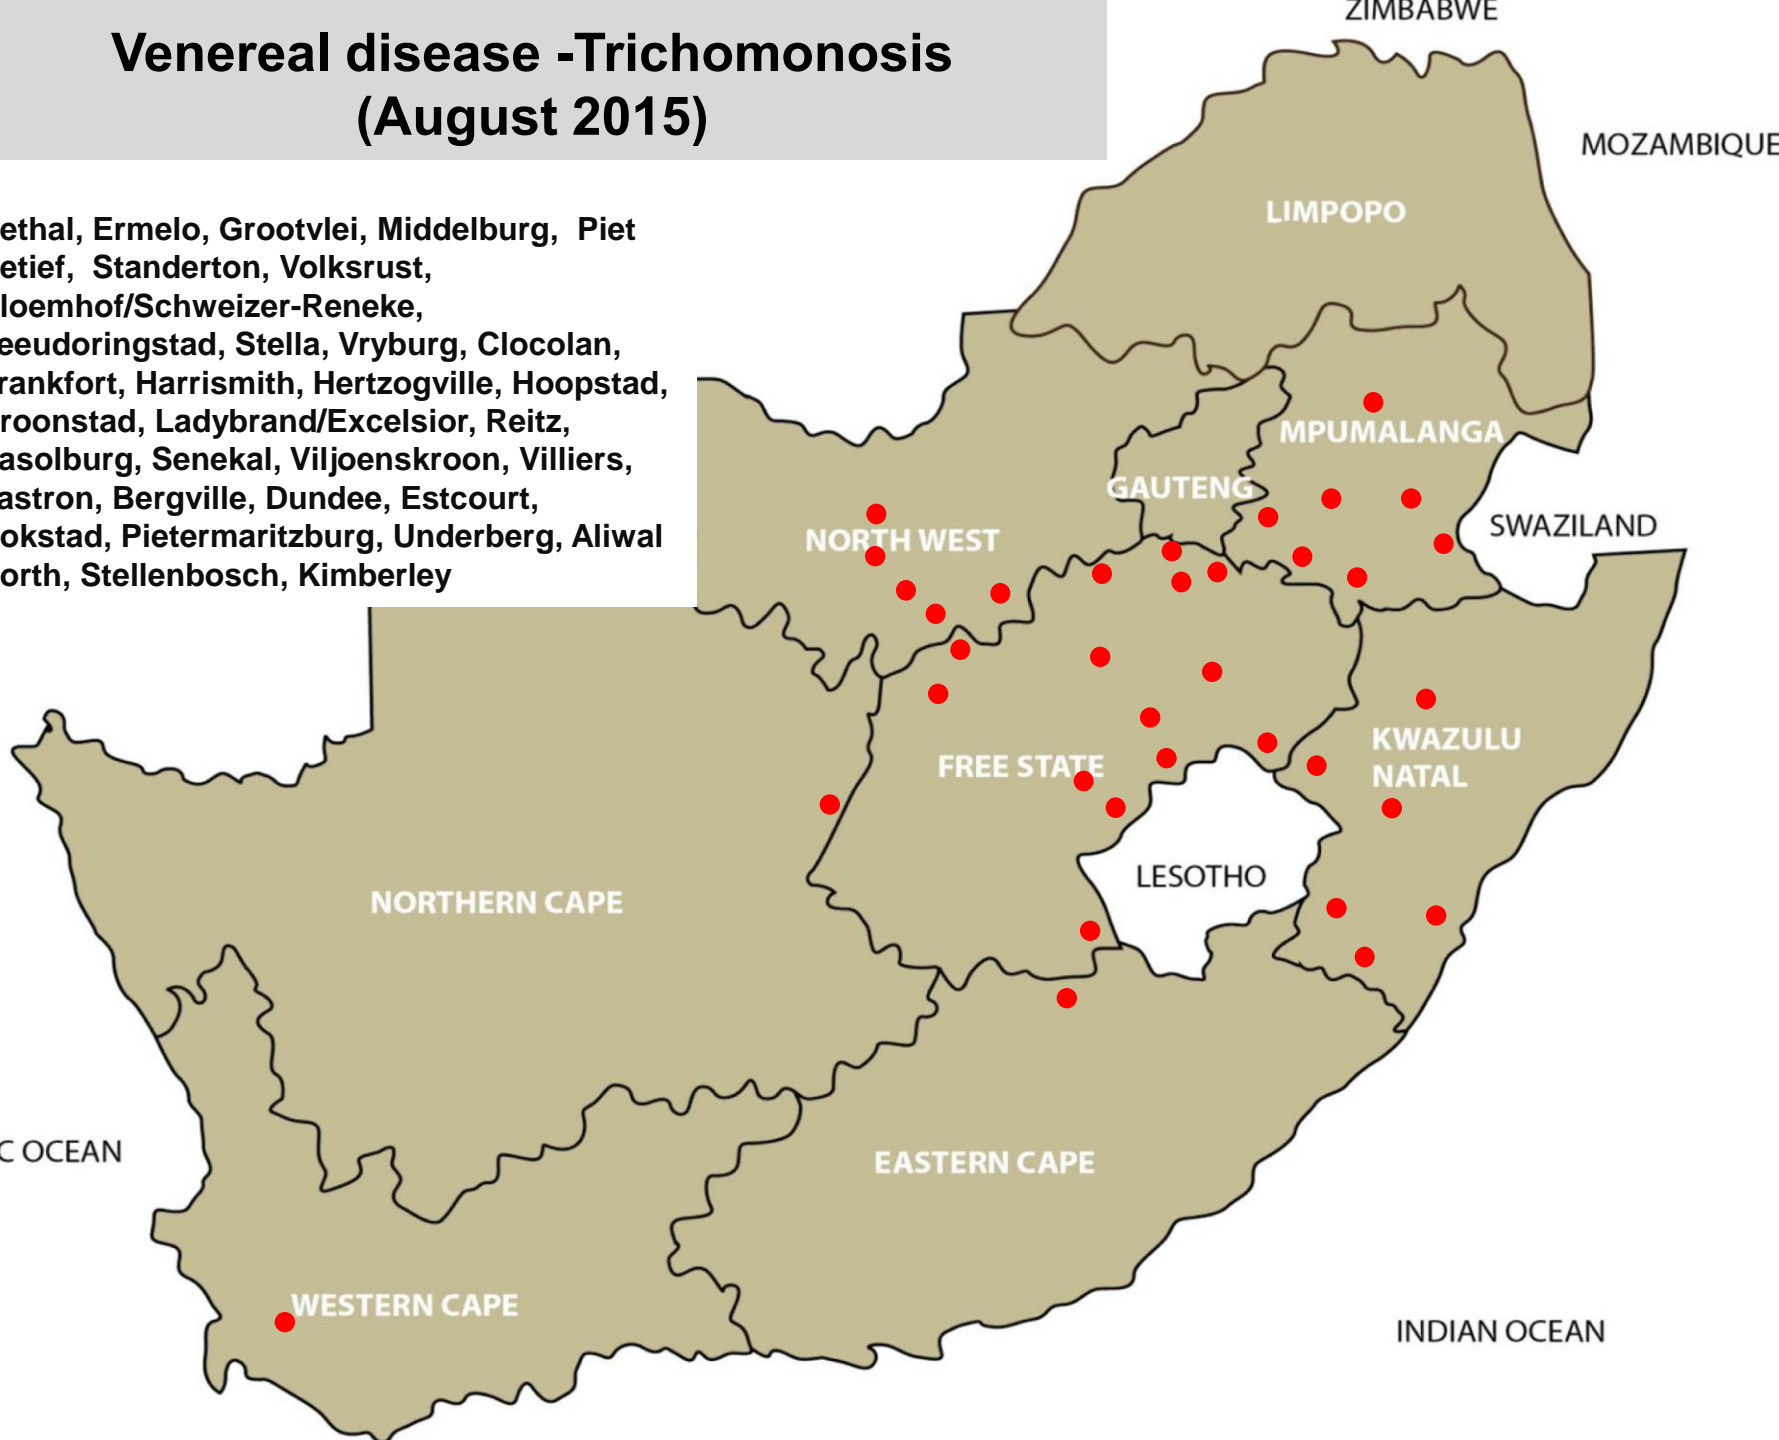 ZIMBABWE
Venereal disease -Trichomonosis
(August 2015)
MOZAMBIQUE
LIMPOPO
ethal, Ermelo, Grootvlei, Middelburg, Piet
etief, Standerton, Volksrust,
loemhof/Schweizer-Reneke,
eeudoringstad, Stella, Vryburg, Clocolan,
rankfort, Harrismith, Hertzogville, Hoopstad,
roonstad, Ladybrand/Excelsior, Reitz,
asolburg, Senekal, Viljoenskroon, Villiers,
astron, Bergville, Dundee, Estcourt,
okstad, Pietermaritzburg, Underberg, Aliwal
orth, Stellenbosch, Kimberley
MPUMALANGA
GAUTENG
SWAZILAND
NORTH WEST
KWAZULU
NATAL
FREE STATE
LESOTHO
NORTHERN CAPE
C OCEAN
EASTERN CAPE
WESTERN CAPE
INDIAN OCEAN